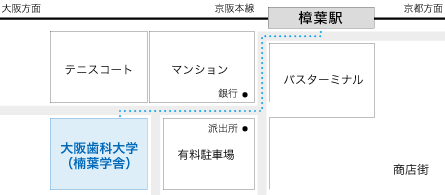 大阪方面
京阪本線
樟葉駅
京都方面
テニスコート
マンション
銀行
バスターミナル
派出所
大阪歯科大学
(楠葉学舎)
有料駐車場
商店街